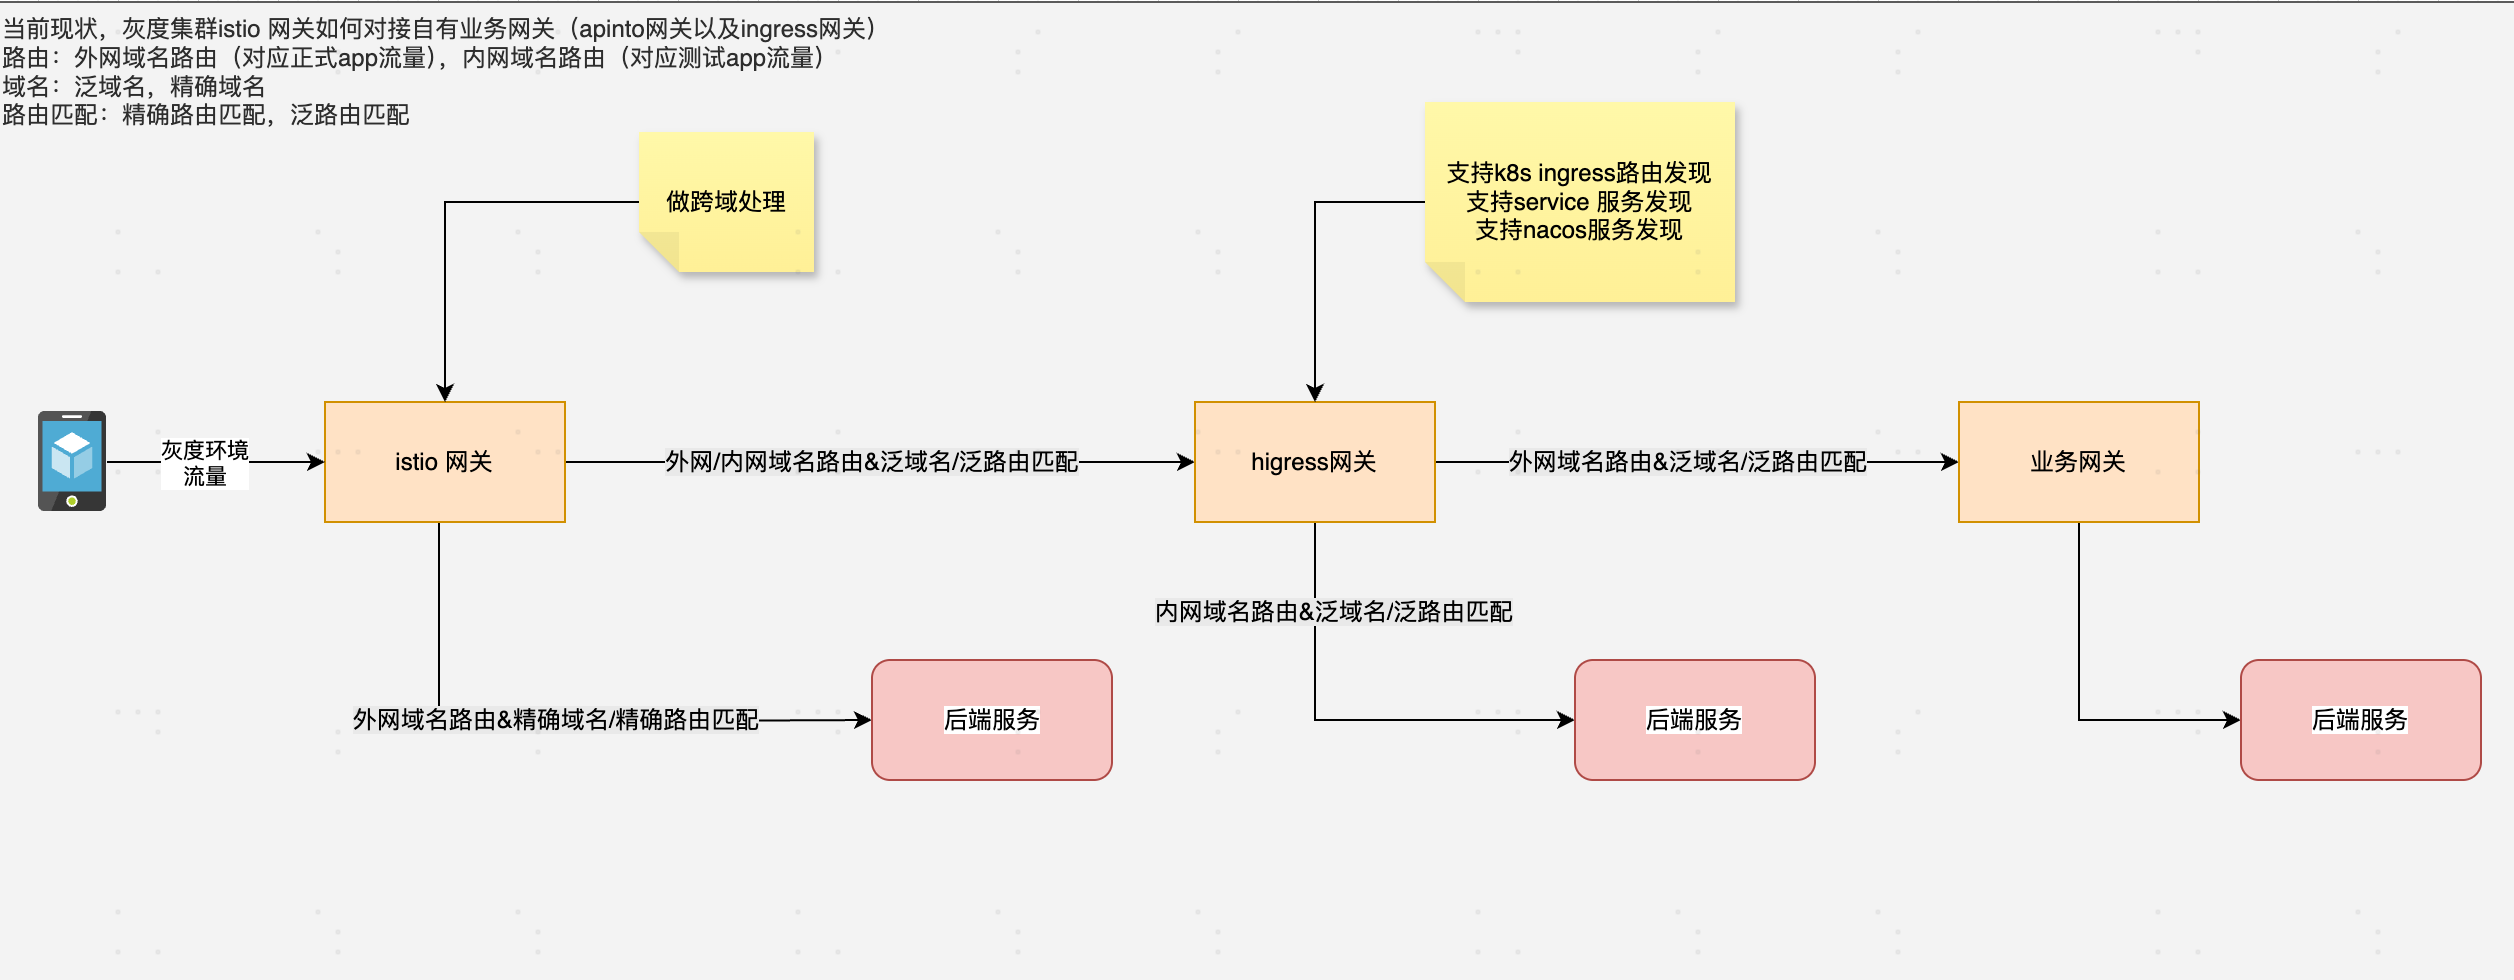 当前现状，灰度集群istio 网关如何对接自有业务网关（apinto网关以及ingress网关）
路由：外网域名路由（对应正式app流量），内网域名路由（对应测试app流量）
域名：泛域名，精确域名
路由匹配：精确路由匹配，泛路由匹配
做跨域处理
支持k8s ingress路由发现
支持service 服务发现
支持nacos服务发现
灰度环境
流量
istio 网关
外网/内网域名路由&泛域名/泛路由匹配
higress网关
外网域名路由&泛域名/泛路由匹配
业务网关
内网域名路由&泛域名/泛路由匹配
外网域名路由&精确域名/精确路由匹配
后端服务
后端服务
后端服务